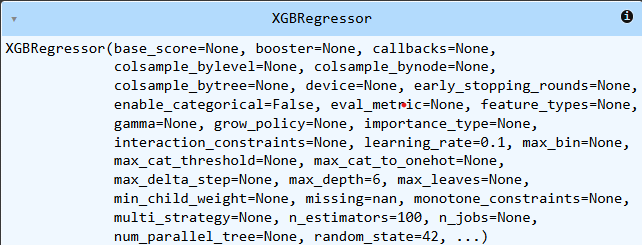 XGBRegressor
XGBRegressor(base_score=None, booster=None, callbacks=None,
colsample_bylevel=None, colsample_bynode=None,
colsample_bytree=None, device=None, early_stopping_rounds=None,
enable_categorical=False, eval_metric=None, feature_types=None,
gamma=None, grow_policy=None, importance_type=None,
interaction_constraints=None, learning_rate=0.1, max_bin=None,
max_cat_threshold=None, max_cat_to_onehot=None,
max_delta_step=None, max_depth=6, max_leaves=None,
min_child_weight=None, missing=nan, monotone_constraints=None,
multi_strategy=None, n_estimators=100, n_jobs=None,
num_parallel_tree=None, random_state=42, ...)